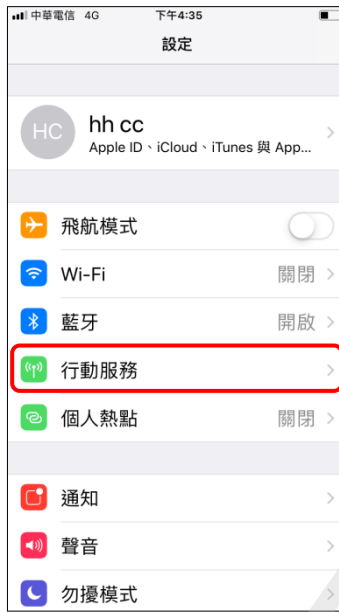 中華電信 4G 下午4:35
設定
HC
hh cc
Apple ID、iCloud、iTunes 與 App...
飛航模式
Wi-Fi 關閉
藍牙 開啟
行動服務
個人熱點 關閉
通知
聲音
勿擾模式